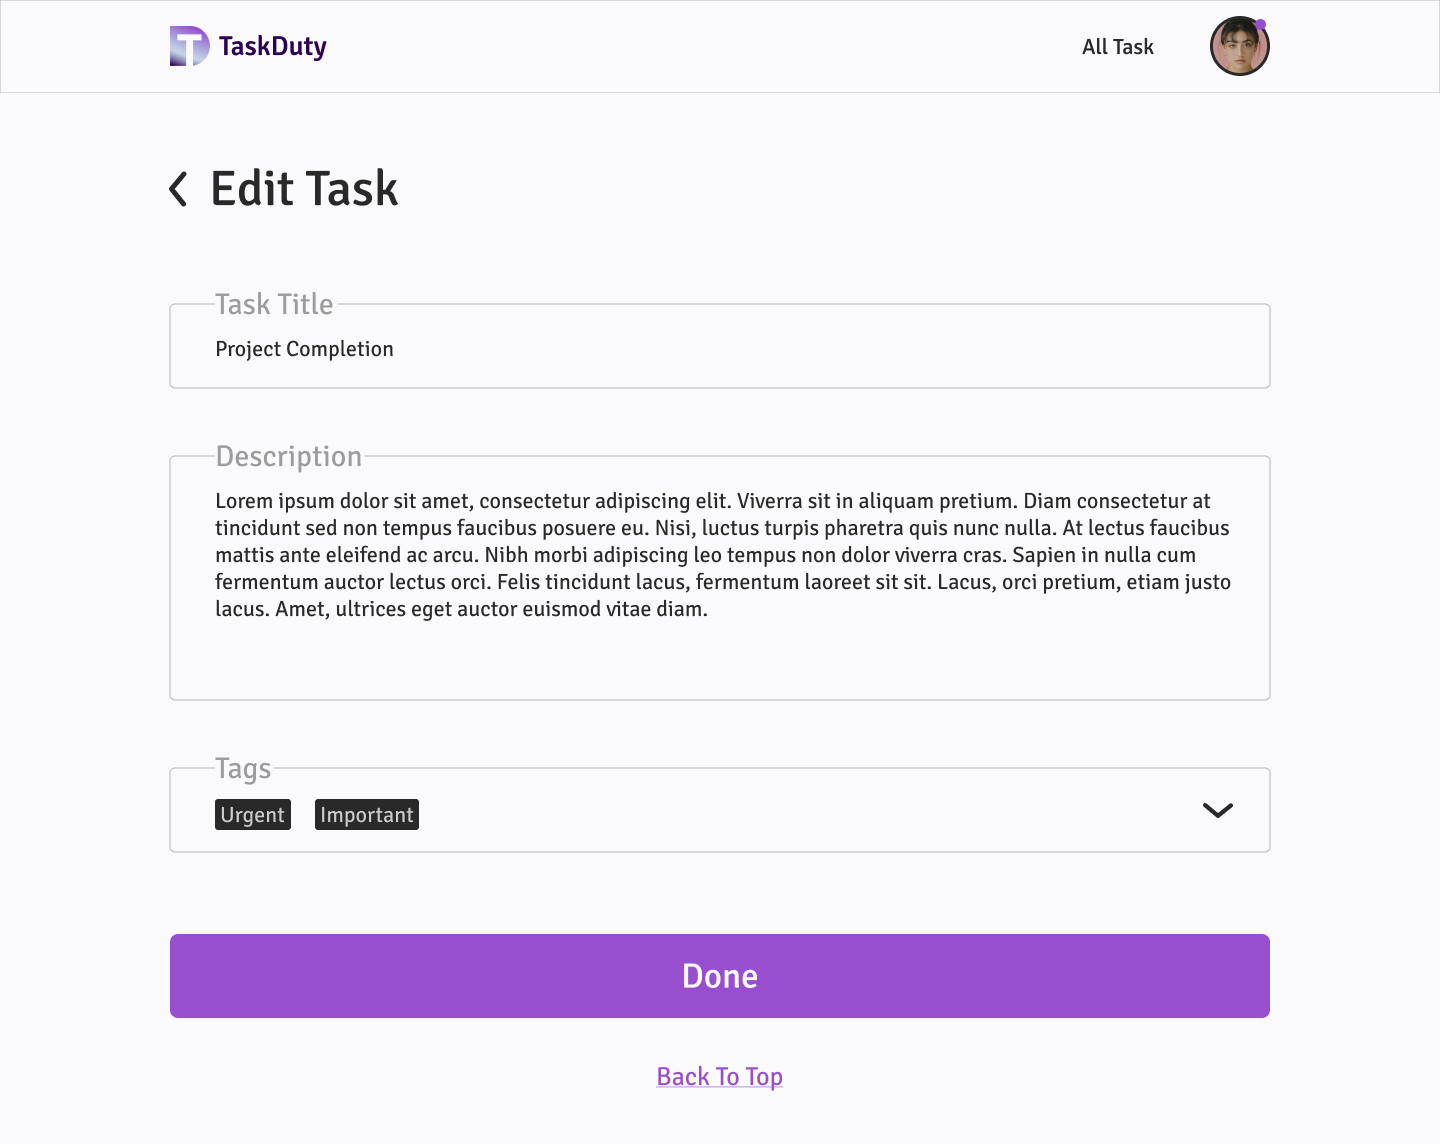 TaskDuty
All Task
Edit Task
Task Title
Project Completion
Description
Lorem ipsum dolor sit amet, consectetur adipiscing elit. Viverra sit in aliquam pretium. Diam consectetur at
tincidunt sed non tempus faucibus posuere eu. Nisi, luctus turpis pharetra quis nunc nulla. At lectus faucibus
mattis ante eleifend ac arcu. Nibh morbi adipiscing leo tempus non dolor viverra cras. Sapien in nulla cum
fermentum auctor lectus orci. Felis tincidunt lacus, fermentum laoreet sit sit. Lacus, orci pretium, etiam justo
lacus. Amet, ultrices eget auctor euismod vitae diam.
Tags
Urgent Important
Done
Back To Top